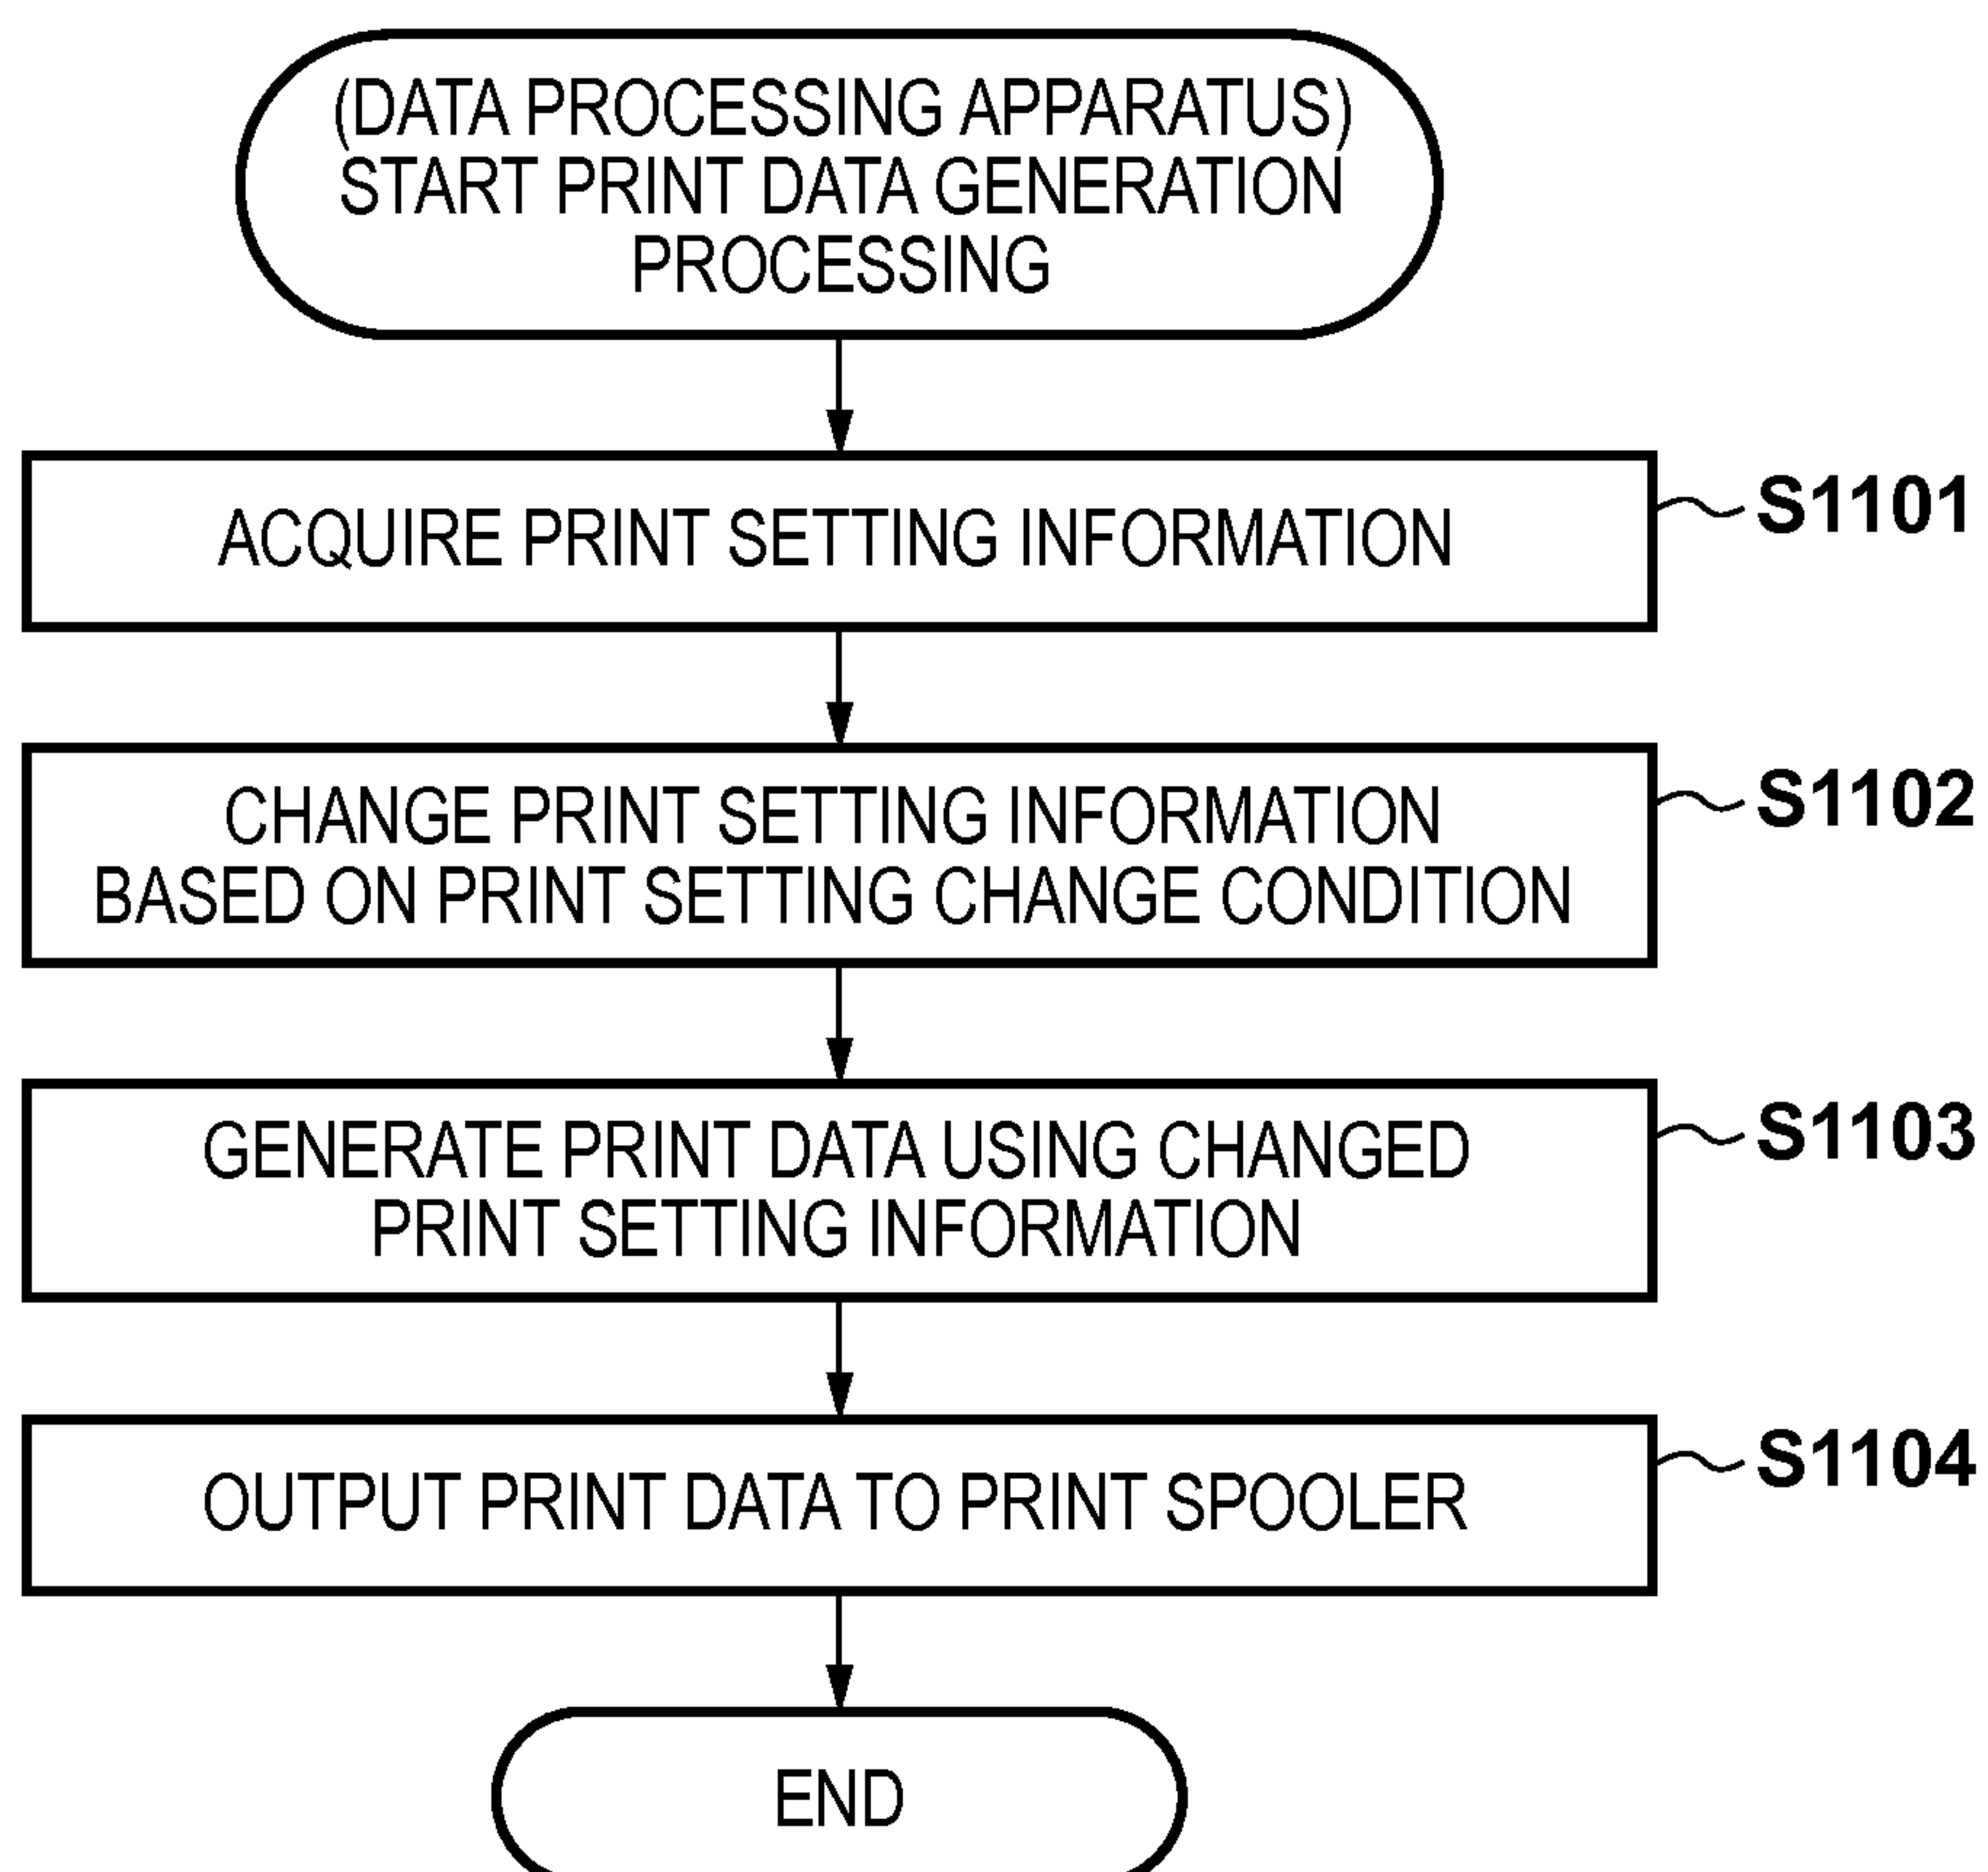 (DATA PROCESSING APPARATUS)
START PRINT DATA GENERATION
PROCESSING
ACQUIRE PRINT SETTING INFORMATION
S1101
CHANGE PRINT SETTING INFORMATION
BASED ON PRINT SETTING CHANGE CONDITION
S1102
GENERATE PRINT DATA USING CHANGED
PRINT SETTING INFORMATION
S1103
OUTPUT PRINT DATA TO PRINT SPOOLER
S1104
END